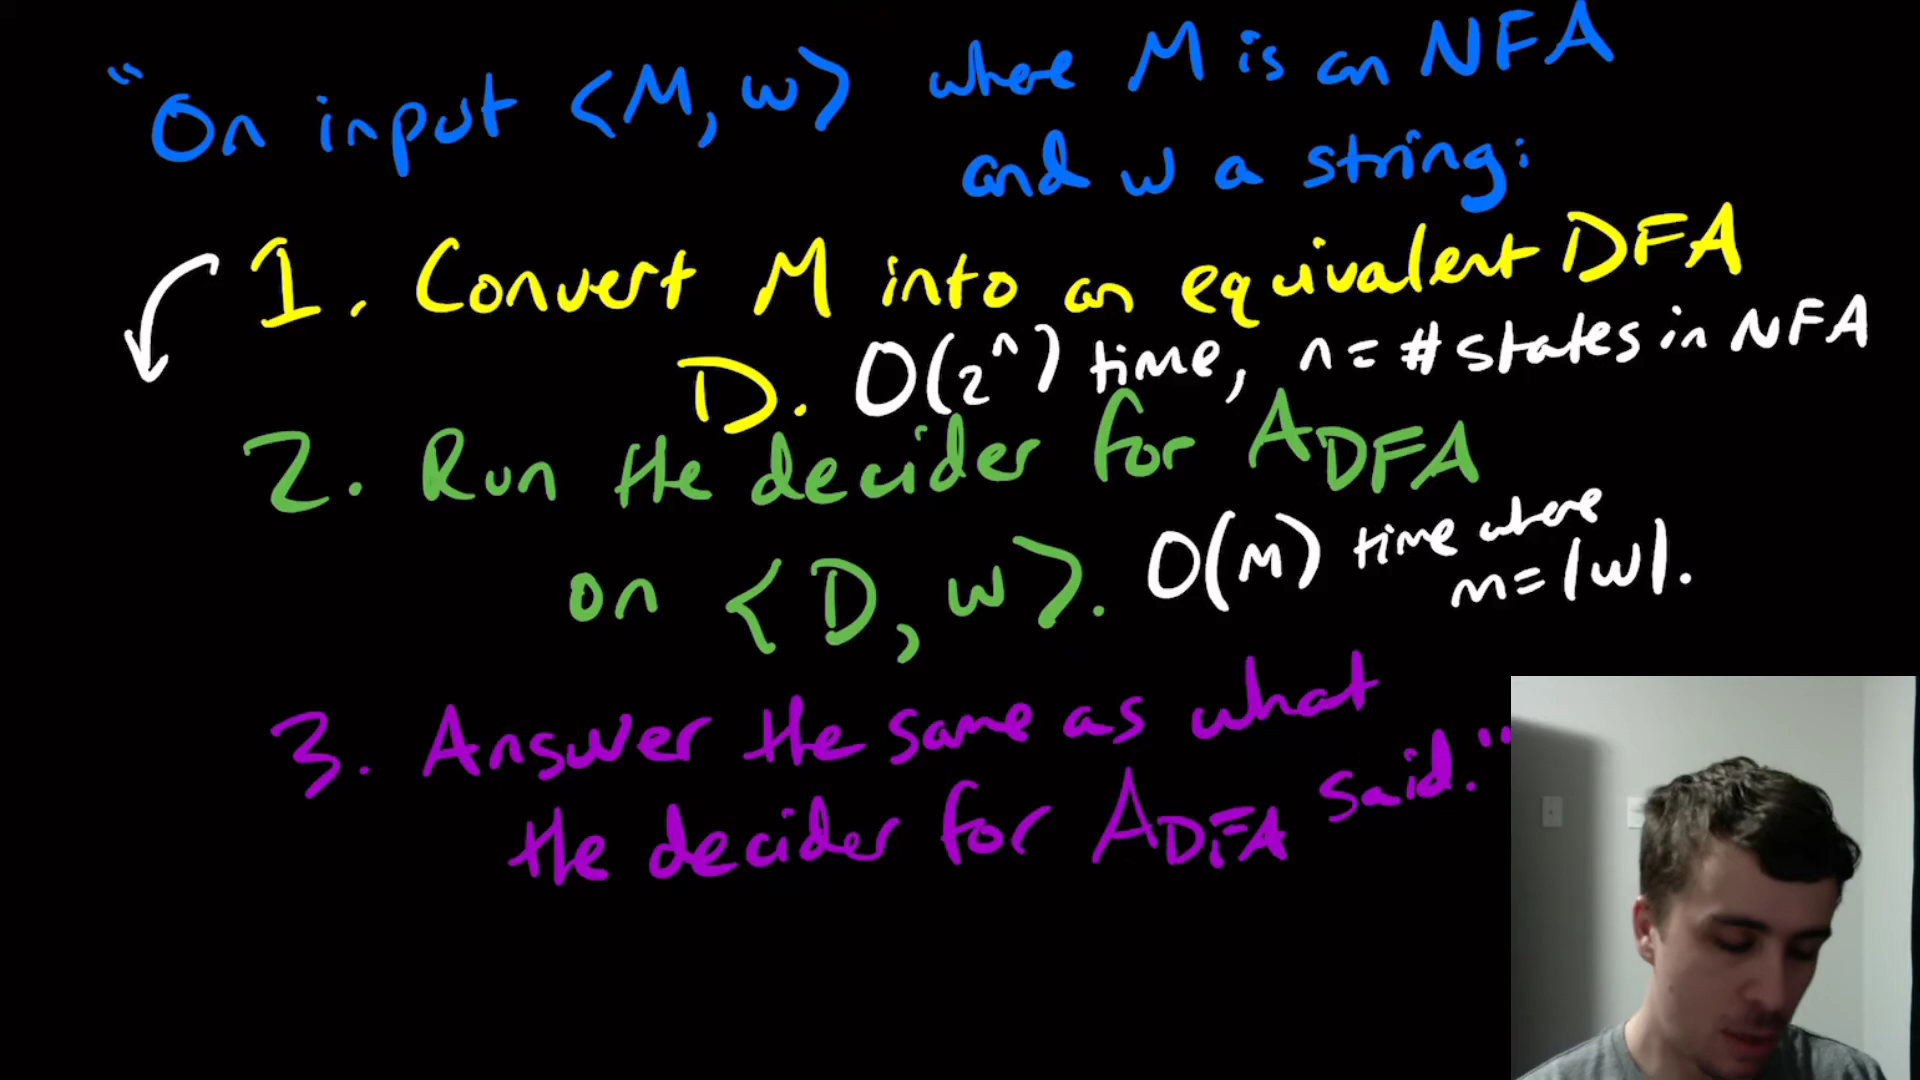 "On input <M, w> where M is an NFA
and w a string:
1. Convert M into an equivalent DFA
D. O(2^n) time, n = # states in NFA
2. Run the decider for A_DFA
on <D, w>. O(m) time where
m = |w|.
3. Answer the same as what
the decider for A_DFA said."